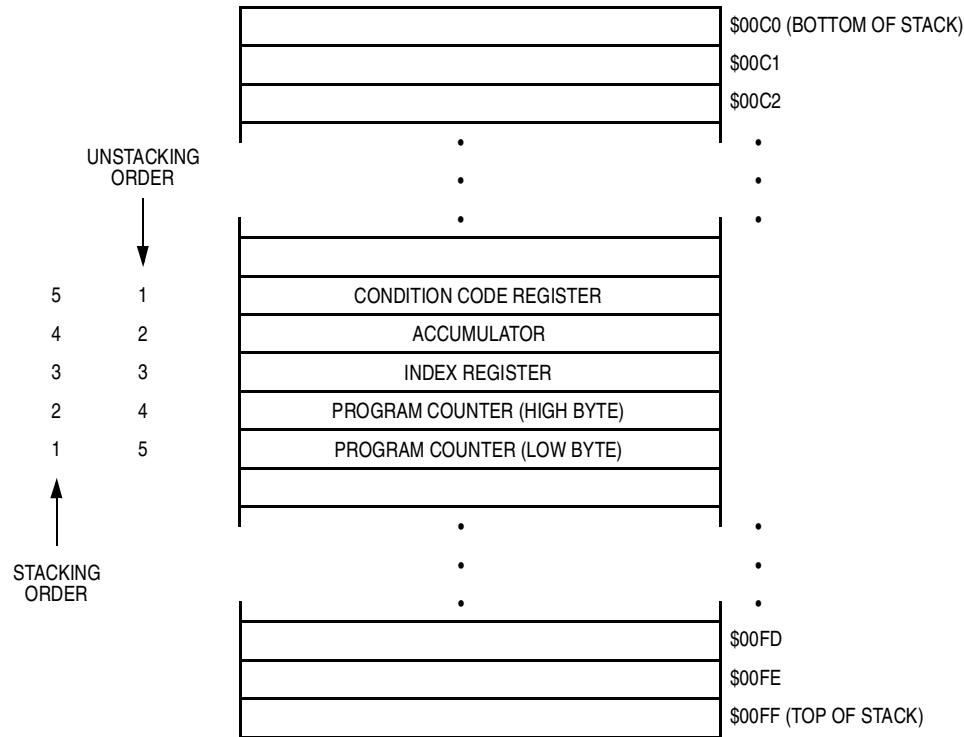 $00C0 (BOTTOM OF STACK)
$00C1
$00C2
UNSTACKING
ORDER
5 1 CONDITION CODE REGISTER
4 2 ACCUMULATOR
3 3 INDEX REGISTER
2 4 PROGRAM COUNTER (HIGH BYTE)
1 5 PROGRAM COUNTER (LOW BYTE)
STACKING
ORDER
$00FD
$00FE
$00FF (TOP OF STACK)